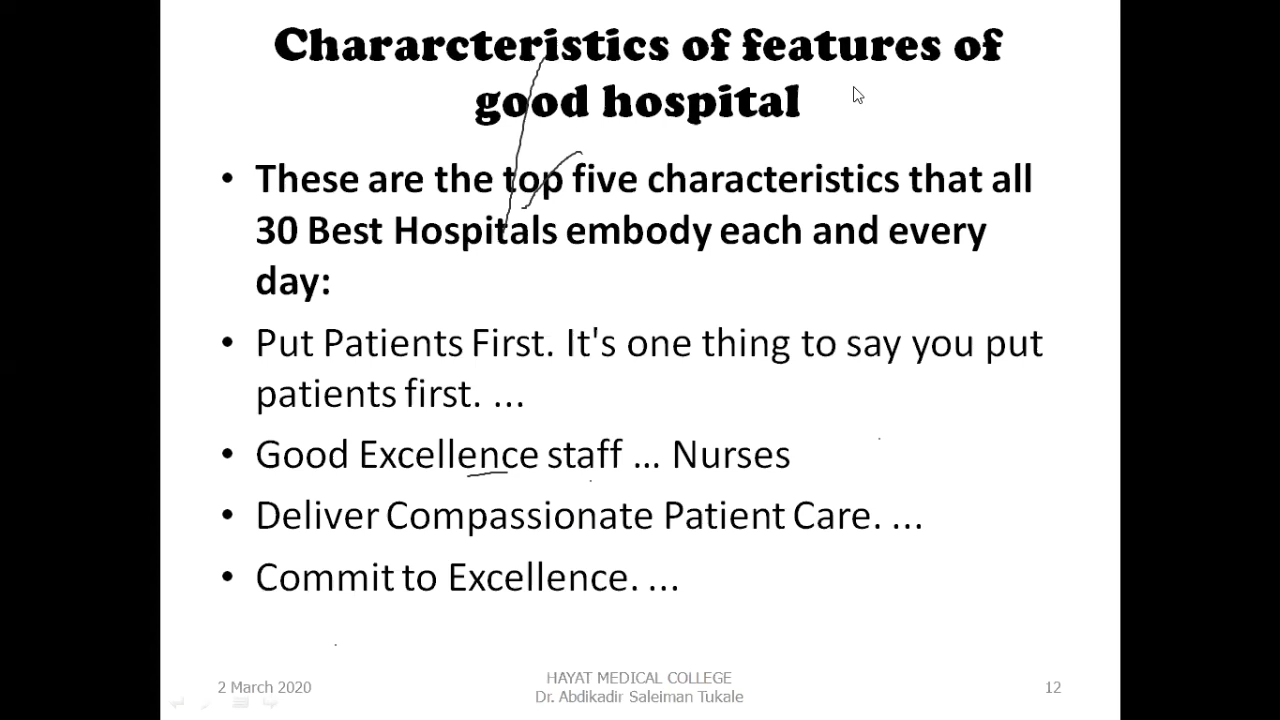 Chararcteristics of features of
good hospital
• These are the top five characteristics that all
30 Best Hospitals embody each and every
day:
• Put Patients First. It's one thing to say you put
patients first. ...
• Good Excellence staff ... Nurses
• Deliver Compassionate Patient Care. ...
• Commit to Excellence. ...
2 March 2020
HAYAT MEDICAL COLLEGE
Dr. Abdikadir Saleiman Tukale
12